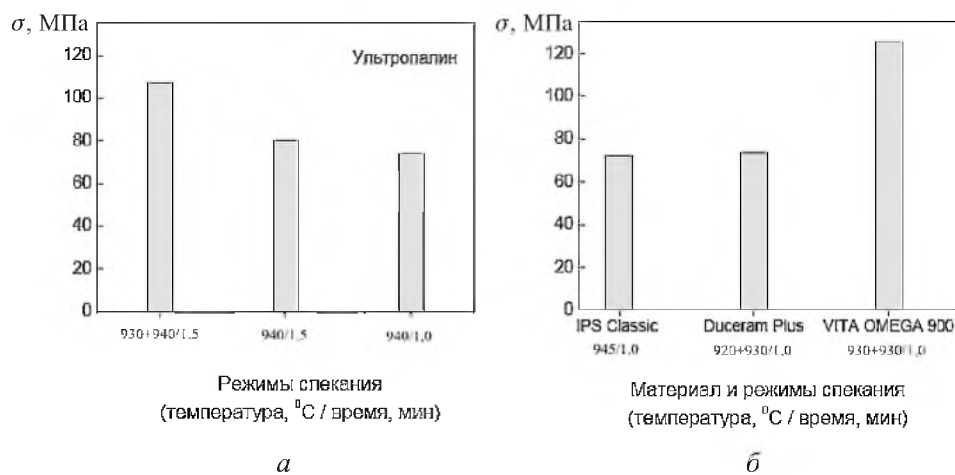 σ, МПа
120
100
80
60
40
20
0
Ультропалин
930+940/1,5
940/1,5
940/1,0
Режимы спекания
(температура, ⁰С / время, мин)
а
σ, МПа
120
100
80
60
40
20
0
IPS Classic
Duceram Plus
VITA OMEGA 900
945/1,0
920+930/1,0
930+930/1,0
Материал и режимы спекания
(температура, ⁰С / время, мин)
б